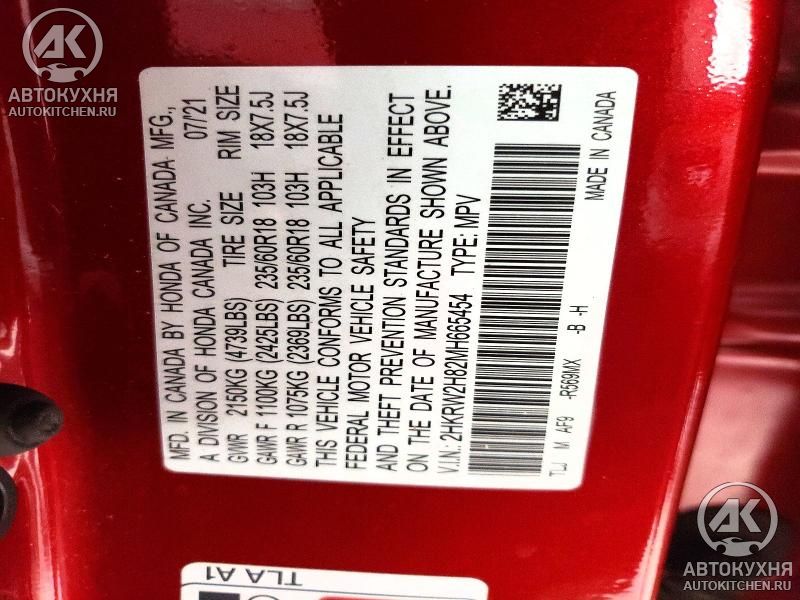 AK
АВТОКУХНЯ
AUTOKITCHEN.RU
MFD. IN CANADA BY HONDA OF CANADA MFG.,
A DIVISION OF HONDA CANADA INC. 07/21
GVWR 2150KG (4739LBS) TIRE SIZE RIM SIZE
GAWR F 1100KG (2425LBS) 235/60R18 103H 18X7.5J
GAWR R 1075KG (2369LBS) 235/60R18 103H 18X7.5J
THIS VEHICLE CONFORMS TO ALL APPLICABLE
FEDERAL MOTOR VEHICLE SAFETY
AND THEFT PREVENTION STANDARDS IN EFFECT
ON THE DATE OF MANUFACTURE SHOWN ABOVE.
V.I.N.: 2HKRW2H82MH665454 TYPE: MPV
TLJ M AF9 -R569MX -B -H
MADE IN CANADA
TLA A1
AK
АВТОКУХНЯ
AUTOKITCHEN.RU